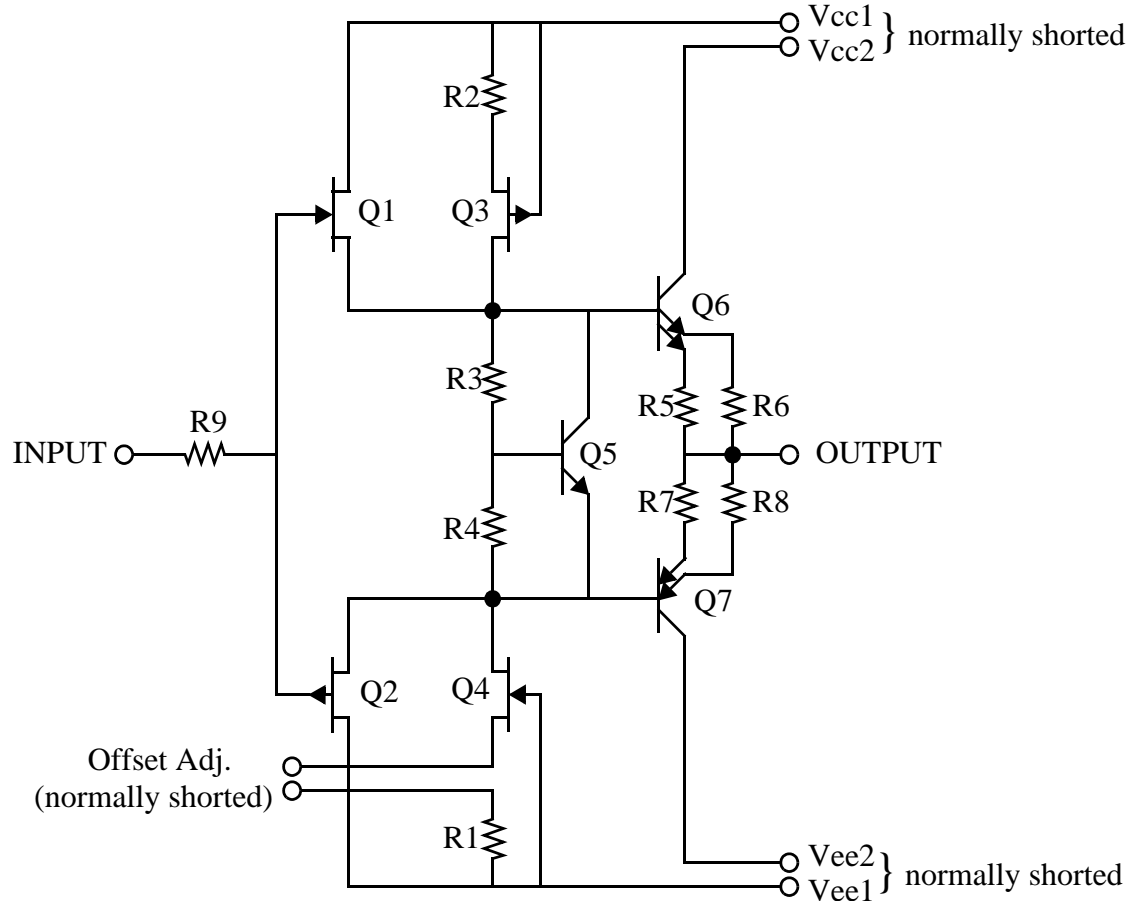 Vcc1
Vcc2
} normally shorted
R2
Q1
Q3
Q6
R3
R5
R6
R9
INPUT
Q5
OUTPUT
R4
R7
R8
Q7
Q2
Q4
Offset Adj.
(normally shorted)
R1
Vee2
Vee1
} normally shorted